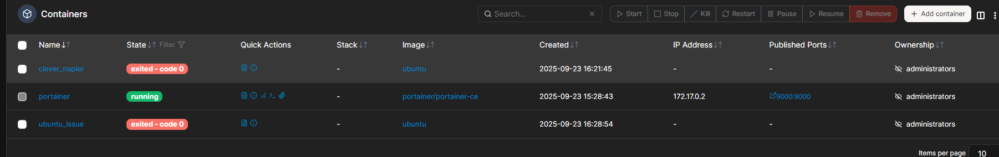 Containers Search... Start Stop Kill Restart Pause Resume Remove Add container
Name State Filter Quick Actions Stack Image Created IP Address Published Ports Ownership
clever_napier exited - code 0 - ubuntu 2025-09-23 16:21:45 - - administrators
portainer running - portainer/portainer-ce 2025-09-23 15:28:43 172.17.0.2 9000:9000 administrators
ubuntu_issue exited - code 0 - ubuntu 2025-09-23 16:28:54 - - administrators
Items per page 10